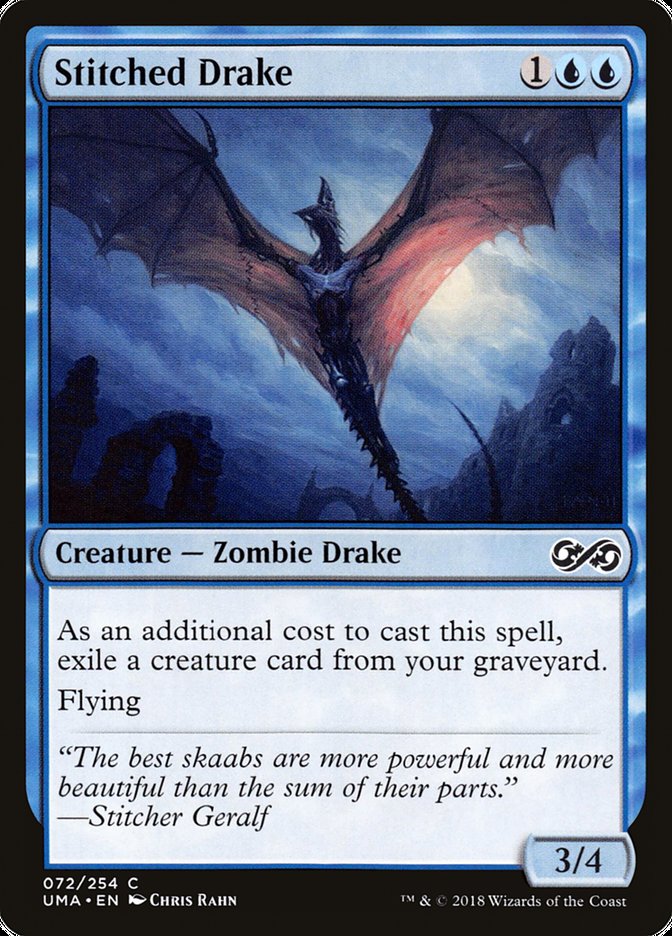 Stitched Drake 1
Creature — Zombie Drake
As an additional cost to cast this spell,
exile a creature card from your graveyard.
Flying
“The best skaabs are more powerful and more
beautiful than the sum of their parts.”
—Stitcher Geralf
3/4
072/254 C
UMA • EN Chris Rahn
™ & © 2018 Wizards of the Coast